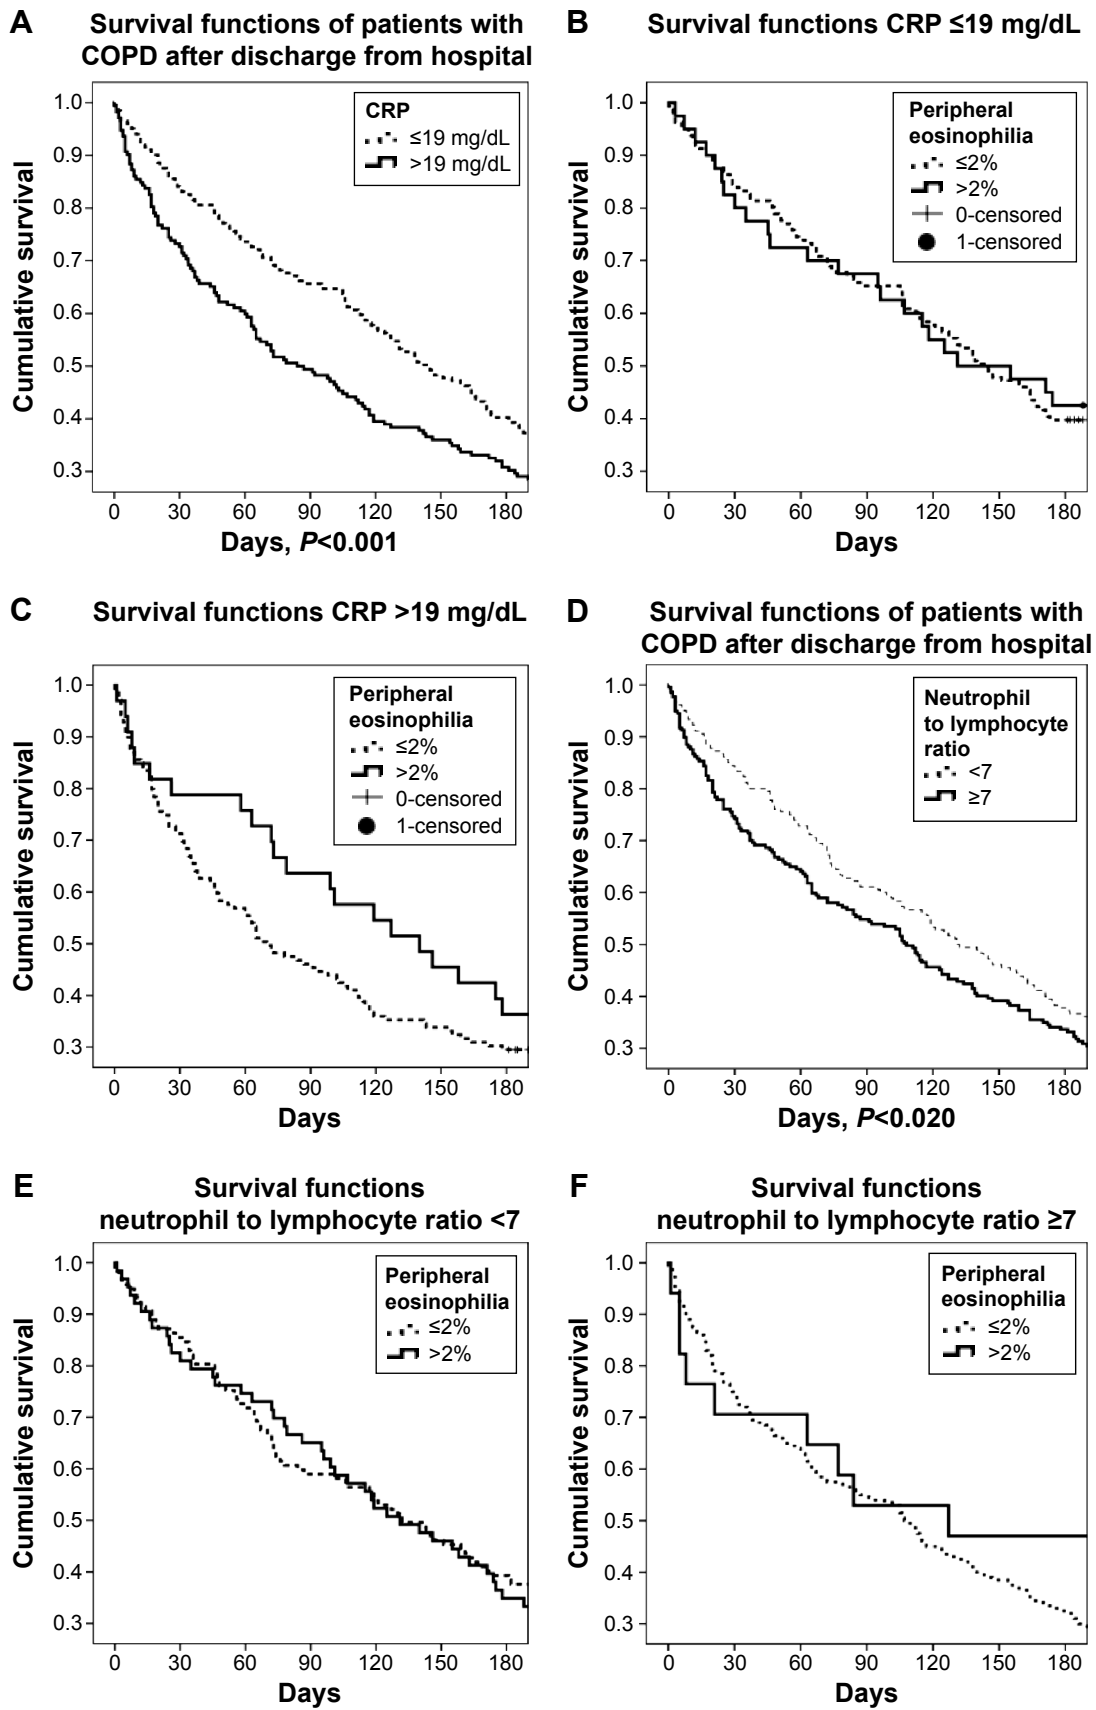 A
Survival functions of patients with
COPD after discharge from hospital
Cumulative survival
1.0
0.9
0.8
0.7
0.6
0.5
0.4
0.3
CRP
≤19 mg/dL
>19 mg/dL
0 30 60 90 120 150 180
Days, P<0.001
B
Survival functions CRP ≤19 mg/dL
Cumulative survival
1.0
0.9
0.8
0.7
0.6
0.5
0.4
0.3
Peripheral
eosinophilia
≤2%
>2%
0-censored
1-censored
0 30 60 90 120 150 180
Days
C
Survival functions CRP >19 mg/dL
Cumulative survival
1.0
0.9
0.8
0.7
0.6
0.5
0.4
0.3
Peripheral
eosinophilia
≤2%
>2%
0-censored
1-censored
0 30 60 90 120 150 180
Days
D
Survival functions of patients with
COPD after discharge from hospital
Cumulative survival
1.0
0.9
0.8
0.7
0.6
0.5
0.4
0.3
Neutrophil
to lymphocyte
ratio
<7
≥7
0 30 60 90 120 150 180
Days, P<0.020
E
Survival functions
neutrophil to lymphocyte ratio <7
Cumulative survival
1.0
0.9
0.8
0.7
0.6
0.5
0.4
0.3
Peripheral
eosinophilia
≤2%
>2%
0 30 60 90 120 150 180
Days
F
Survival functions
neutrophil to lymphocyte ratio ≥7
Cumulative survival
1.0
0.9
0.8
0.7
0.6
0.5
0.4
0.3
Peripheral
eosinophilia
≤2%
>2%
0 30 60 90 120 150 180
Days